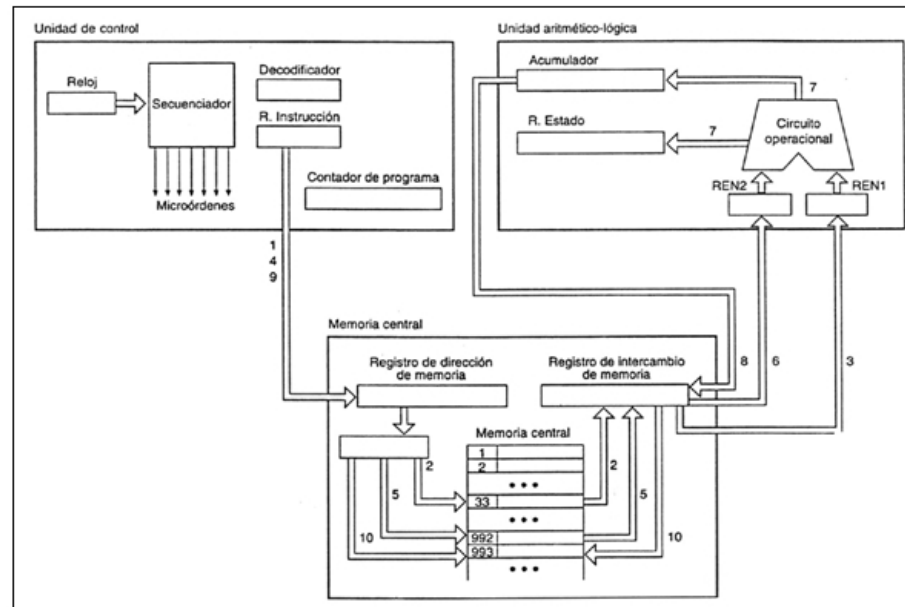 Unidad de control
Reloj
Secuenciador
Microórdenes
Decodificador
R. Instrucción
Contador de programa
1
4
9
Unidad aritmético-lógica
Acumulador
7
R. Estado
7
Circuito
operacional
REN2
REN1
8
6
3
Memoria central
Registro de dirección
de memoria
Registro de intercambio
de memoria
Memoria central
1
2
•••
33
•••
992
993
•••
2
5
10
2
5
10